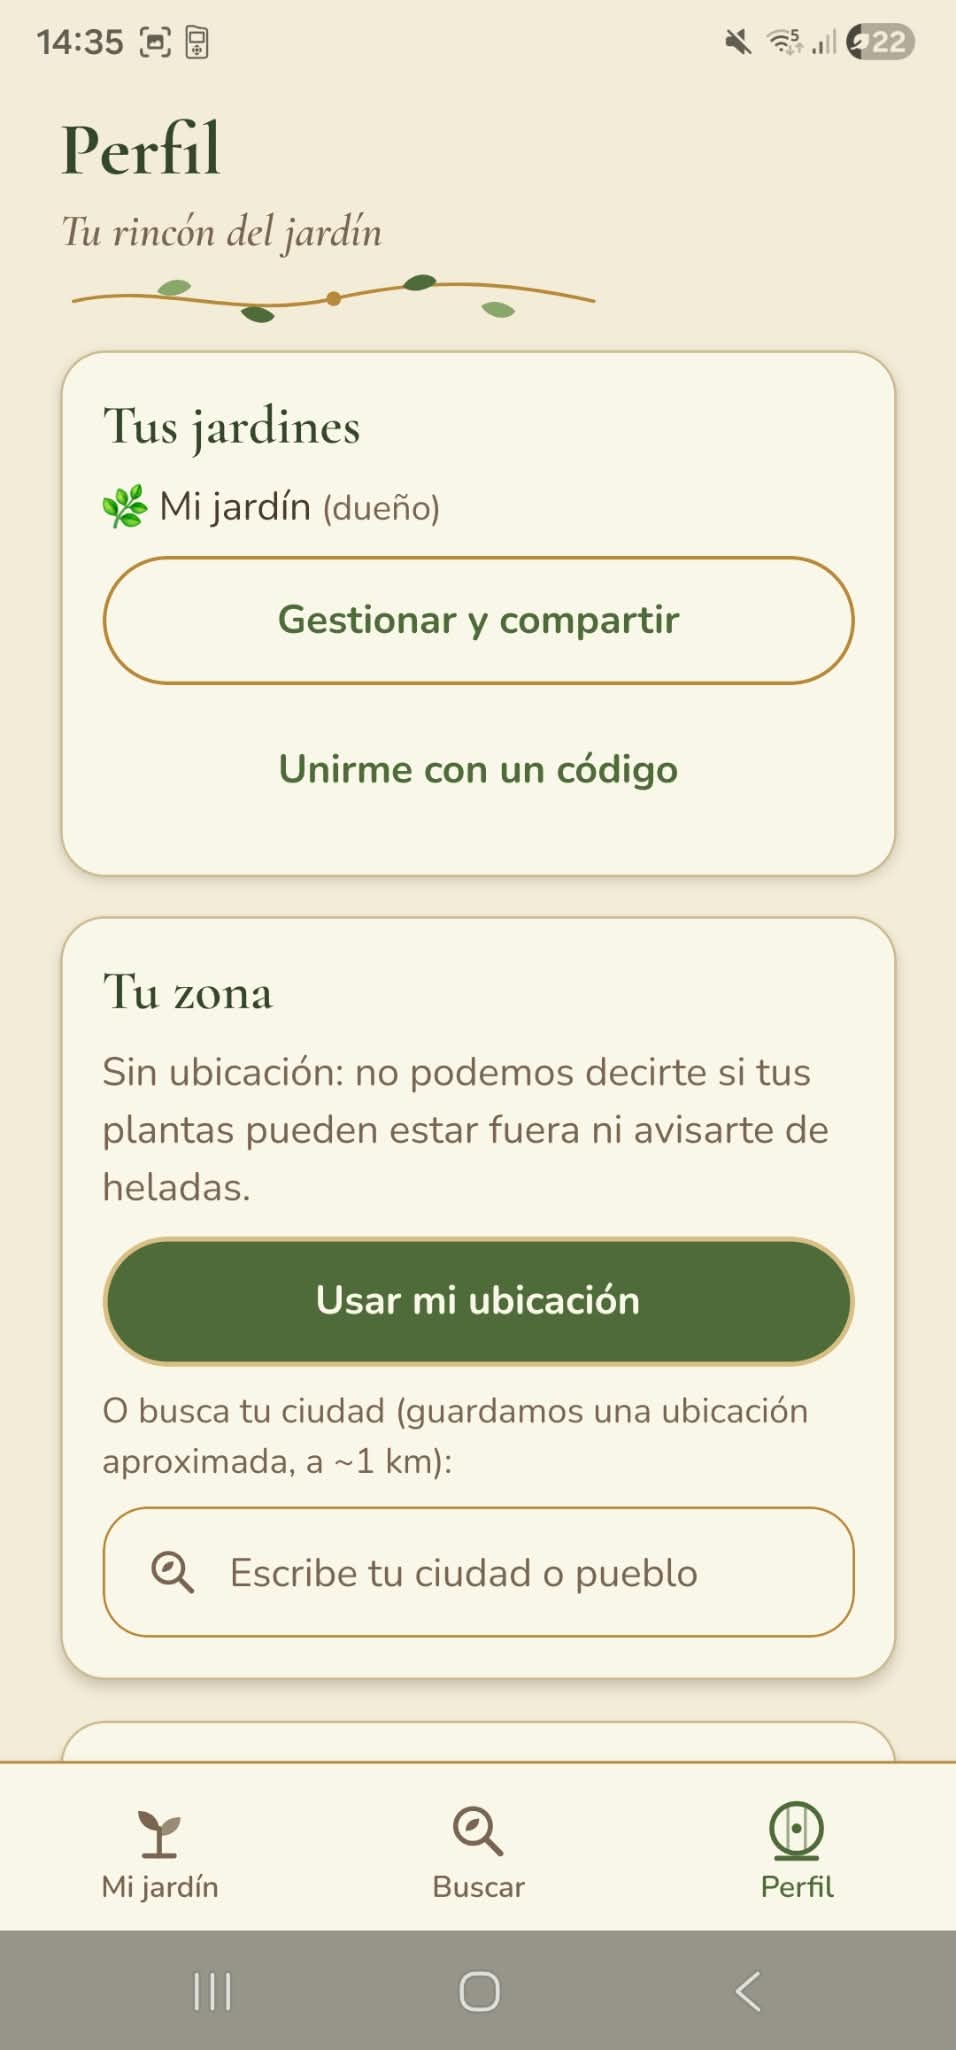 14:35
5
22
Perfil
Tu rincón del jardín
Tus jardines
Mi jardín (dueño)
Gestionar y compartir
Unirme con un código
Tu zona
Sin ubicación: no podemos decirte si tus
plantas pueden estar fuera ni avisarte de
heladas.
Usar mi ubicación
O busca tu ciudad (guardamos una ubicación
aproximada, a ~1 km):
Escribe tu ciudad o pueblo
Mi jardín
Buscar
Perfil